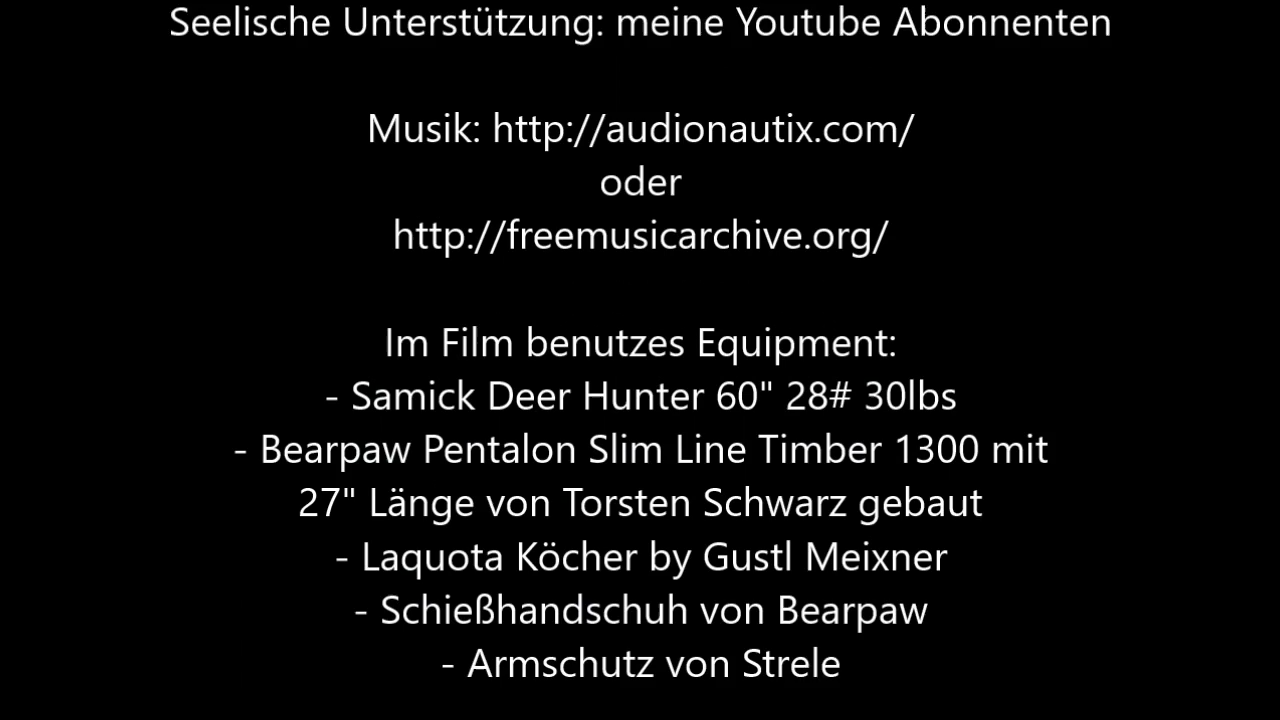 Seelische Unterstützung: meine Youtube Abonnenten
Musik: http://audionautix.com/
oder
http://freemusicarchive.org/
Im Film benutzes Equipment:
- Samick Deer Hunter 60" 28# 30lbs
- Bearpaw Pentalon Slim Line Timber 1300 mit
27" Länge von Torsten Schwarz gebaut
- Laquota Köcher by Gustl Meixner
- Schießhandschuh von Bearpaw
- Armschutz von Strele